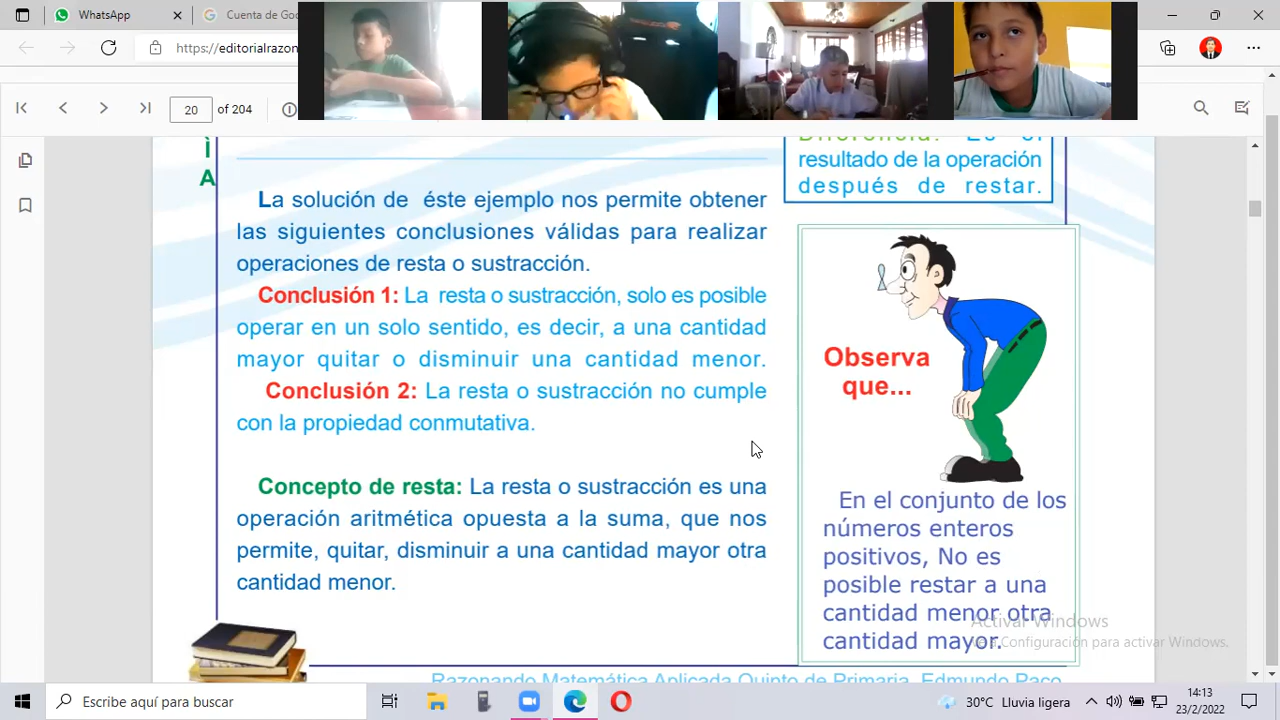 20
WhatsApp
Cuenta de G
https://editorialrazo
20 of 204
Ì
A
Diferencia: Es el
resultado de la operación
después de restar.
La solución de éste ejemplo nos permite obtener
las siguientes conclusiones válidas para realizar
operaciones de resta o sustracción.
Conclusión 1: La resta o sustracción, solo es posible
operar en un solo sentido, es decir, a una cantidad
mayor quitar o disminuir una cantidad menor.
Conclusión 2: La resta o sustracción no cumple
con la propiedad conmutativa.
Concepto de resta: La resta o sustracción es una
operación aritmética opuesta a la suma, que nos
permite, quitar, disminuir a una cantidad mayor otra
cantidad menor.
Observa
que...
En el conjunto de los
números enteros
positivos, No es
posible restar a una
cantidad menor otra
cantidad mayor.
Activar Windows
Configuración para activar Windows.
Razonando Matemática Aplicada Quinto de Primaria Edmundo Paco
Escribe aquí para buscar
30°C Lluvia ligera
14:13
23/2/2022